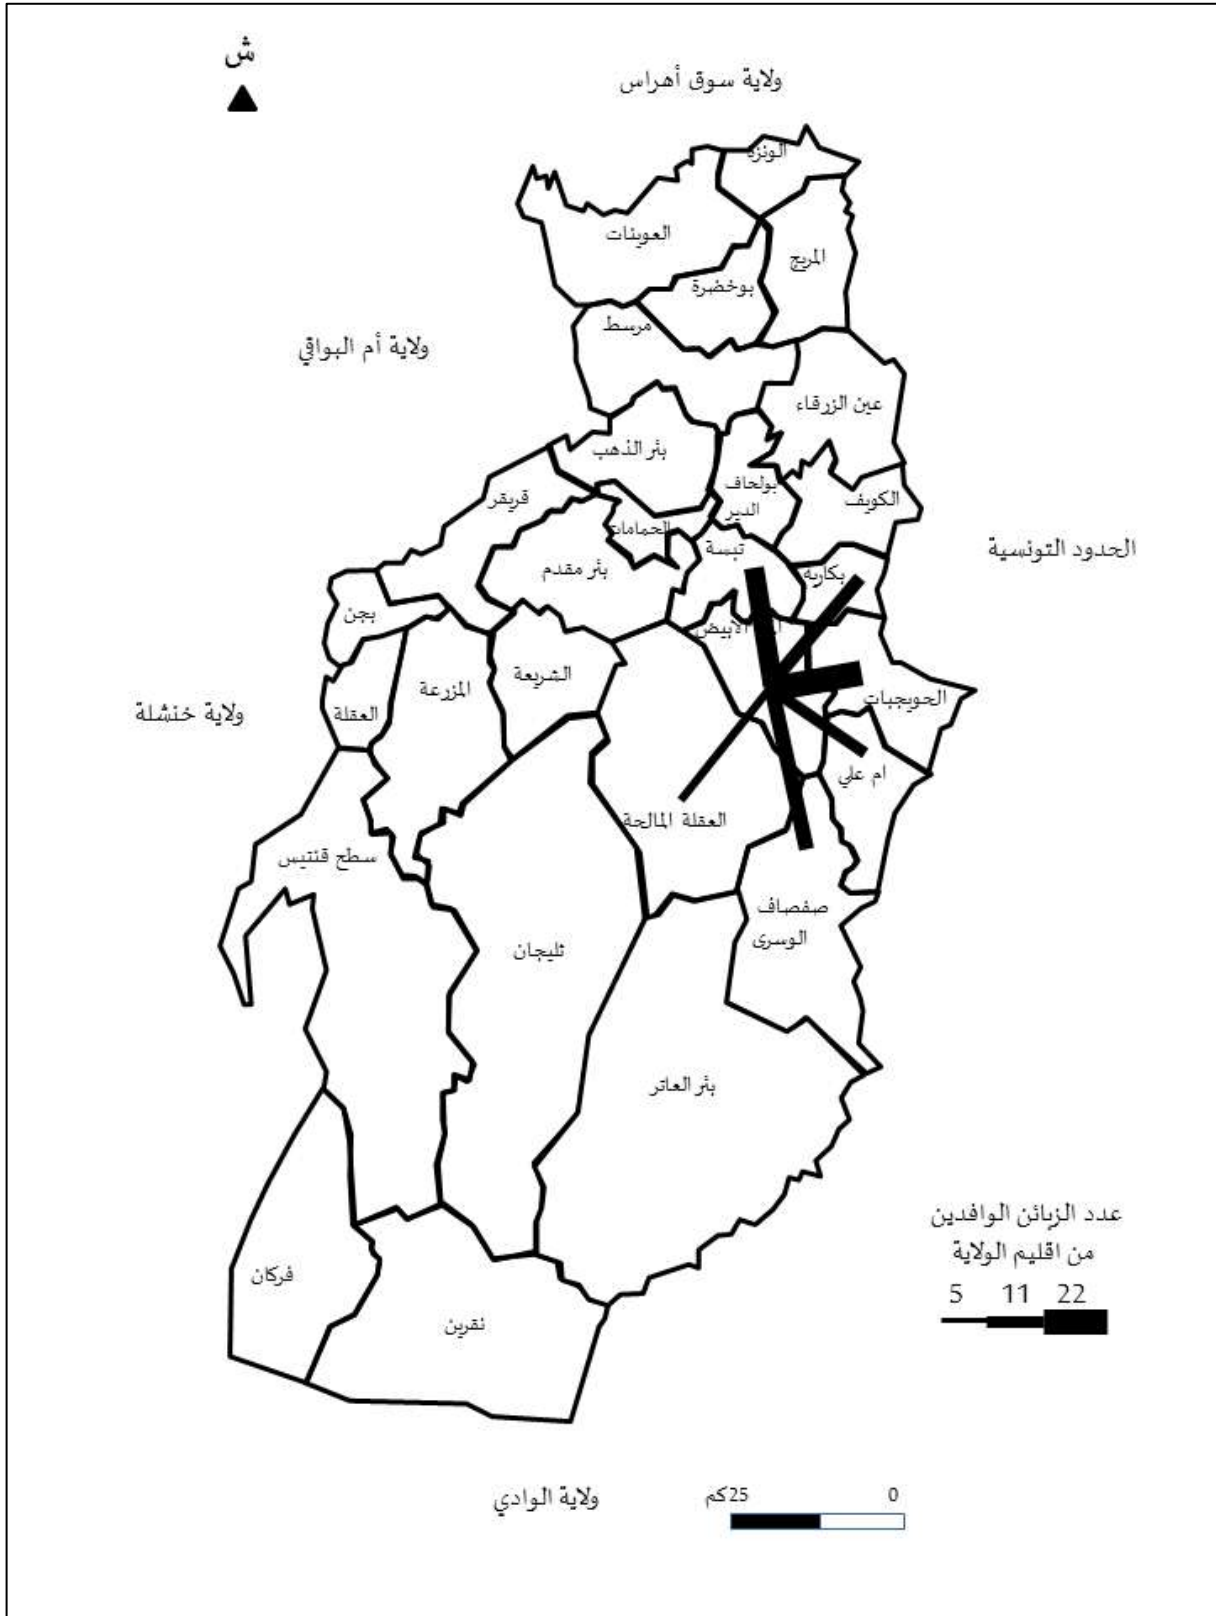 ش
ولاية سوق أهراس
الونزة
العوينات
المريج
بوخضرة
مرسط
ولاية أم البواقي
عين الزرقاء
بئر الذهب
بولحاف
الدير
الكويف
قريقر
الحمامات
تبسة
الحدود التونسية
بئر مقدم
بكارية
بجن
الأبيض
الشريعة
المزرعة
الحويجبات
العقلة
ولاية خنشلة
ام علي
العقلة المالحة
سطح قنتيس
صفصاف
الوسرى
ثليجان
بئر العاتر
عدد الزبائن الوافدين
من اقليم الولاية
5 11 22
فركان
نقرين
ولاية الوادي
25كم 0